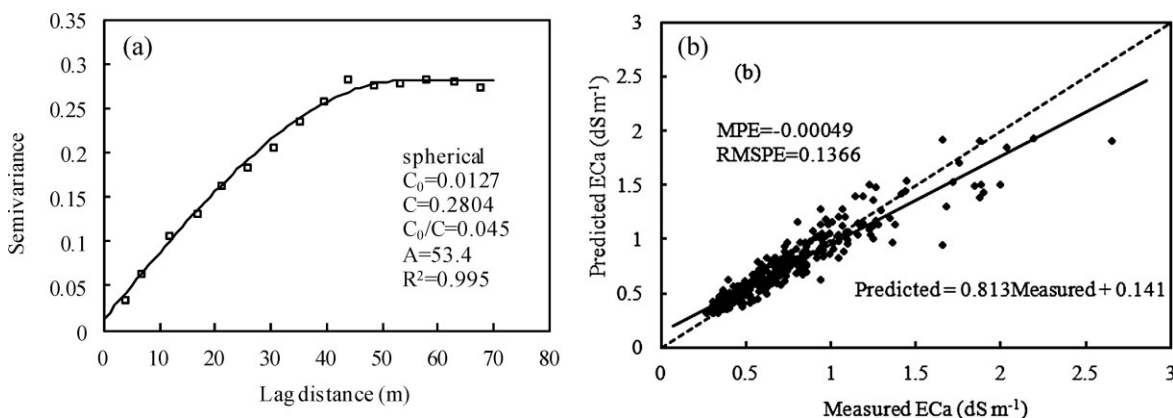 (a)
0.35
0.3
0.25
0.2
0.15
0.1
0.05
0
Semivariance
spherical
C₀=0.0127
C=0.2804
C₀/C=0.045
A=53.4
R²=0.995
0 10 20 30 40 50 60 70 80
Lag distance (m)
(b)
(b)
3
2.5
2
1.5
1
0.5
0
Predicted ECa (dS m⁻¹)
MPE=-0.00049
RMSPE=0.1366
Predicted = 0.813Measured + 0.141
0 0.5 1 1.5 2 2.5 3
Measured ECa (dS m⁻¹)